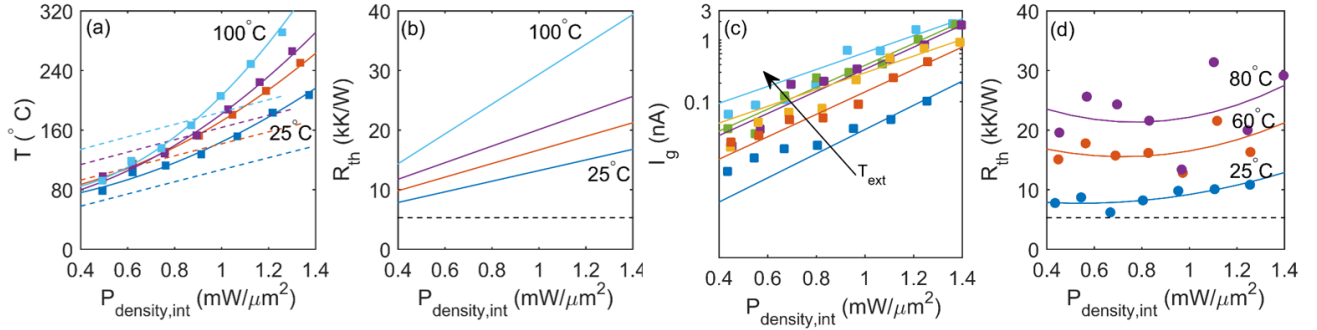 (a)
100°C
25°C
T (°C)
320
240
160
80
0
0.4 0.6 0.8 1 1.2 1.4
P_density,int (mW/μm²)
(b)
100°C
25°C
R_th (kK/W)
40
30
20
10
0
0.4 0.6 0.8 1 1.2 1.4
P_density,int (mW/μm²)
(c)
T_ext
I_g (nA)
3
1
0.1
0.4 0.6 0.8 1 1.2 1.4
P_density,int (mW/μm²)
(d)
80°C
60°C
25°C
R_th (kK/W)
40
30
20
10
0
0.4 0.6 0.8 1 1.2 1.4
P_density,int (mW/μm²)